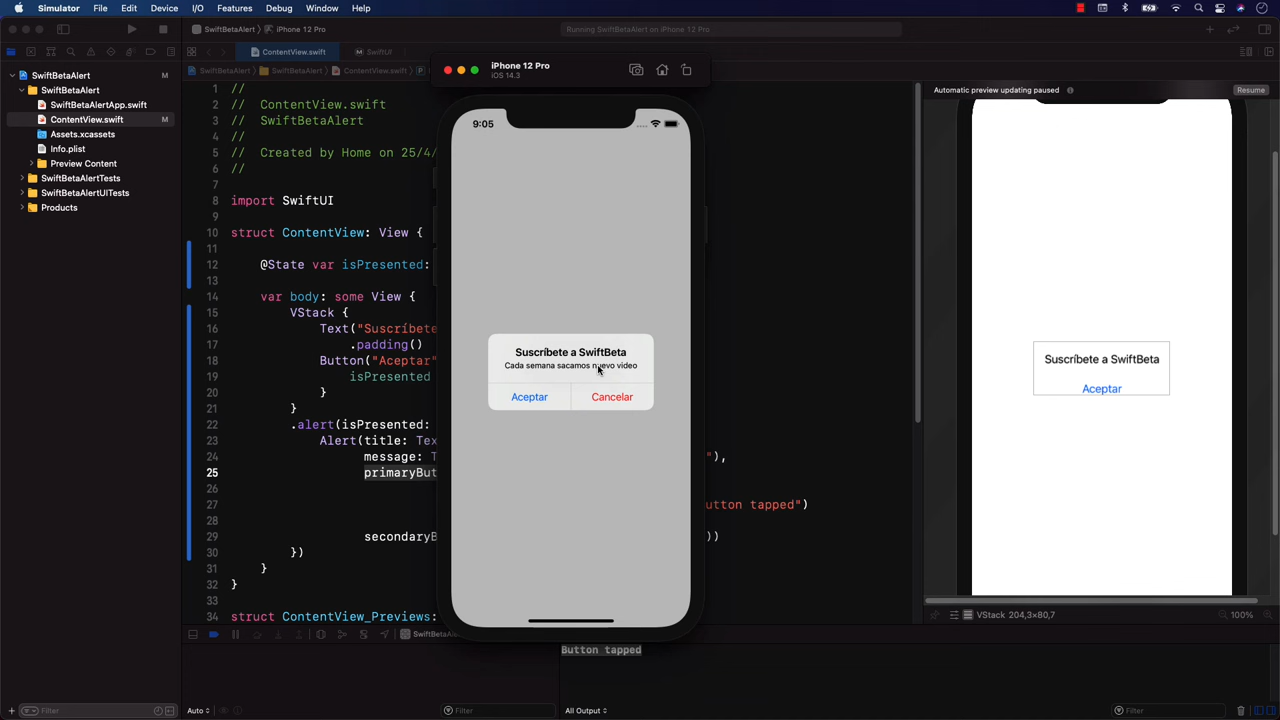 Simulator File Edit Device I/O Features Debug Window Help
SwiftBetaAlert iPhone 12 Pro
Running SwiftBetaAlert on iPhone 12 Pro
ContentView.swift SwiftUI
SwiftBetaAlert SwiftBetaAlert ContentView.swift
SwiftBetaAlert M
SwiftBetaAlert
SwiftBetaAlertApp.swift
ContentView.swift M
Assets.xcassets
Info.plist
Preview Content
SwiftBetaAlertTests
SwiftBetaAlertUITests
Products
Filter
1 //
2 // ContentView.swift
3 // SwiftBetaAlert
4 //
5 // Created by Home on 25/4/
6 //
7
8 import SwiftUI
9
10 struct ContentView: View {
11
12 @State var isPresented:
13
14 var body: some View {
15 VStack {
16 Text("Suscríbete
17 .padding()
18 Button("Aceptar"
19 isPresented
20 }
21 }
22 .alert(isPresented:
23 Alert(title: Tex
24 message: T "),
25 primaryBut
26
27 utton tapped")
28
29 secondaryB ))
30 })
31 }
32 }
33
34 struct ContentView_Previews:
iPhone 12 Pro
iOS 14.3
9:05
Suscríbete a SwiftBeta
Cada semana sacamos nuevo video
Aceptar Cancelar
Automatic preview updating paused Resume
Suscríbete a SwiftBeta
Aceptar
VStack 204,3x80,7 100%
SwiftBetaAle
Button tapped
Auto Filter All Output Filter